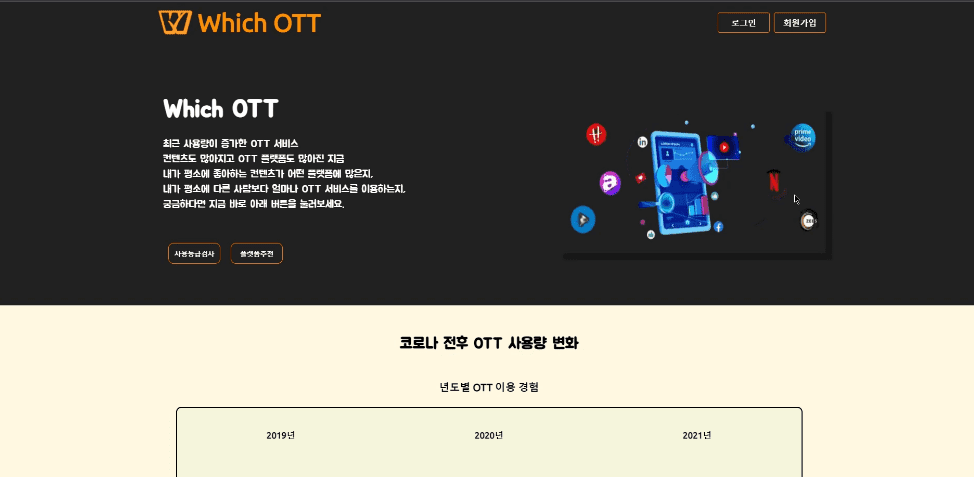 Which OTT
로그인
회원가입
Which OTT
최근 사용량이 증가한 OTT 서비스
컨텐츠도 많아지고 OTT 플랫폼도 많아진 지금
내가 평소에 좋아하는 컨텐츠가 어떤 플랫폼에 많은지,
내가 평소에 다른 사람보다 얼마나 OTT 서비스를 이용하는지,
궁금하다면 지금 바로 아래 버튼을 눌러보세요.
prime video
사용등급검사
플랫폼추천
코로나 전후 OTT 사용량 변화
년도별 OTT 이용 경험
2019년
2020년
2021년